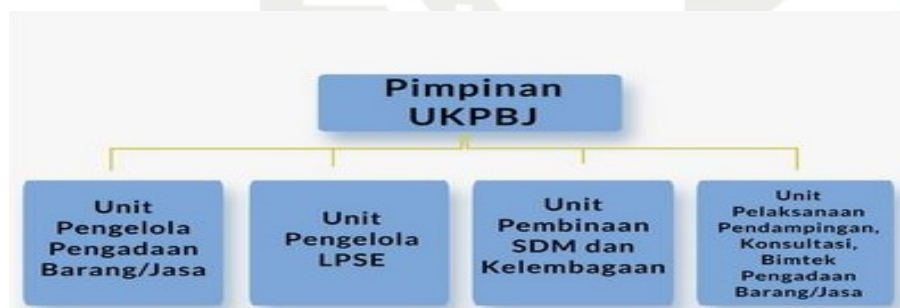 Pimpinan
UKPBJ
Unit
Pengelola
Pengadaan
Barang/Jasa
Unit
Pengelola
LPSE
Unit
Pembinaan
SDM dan
Kelembagaan
Unit
Pelaksanaan
Pendampingan,
Konsultasi,
Bimtek
Pengadaan
Barang/Jasa